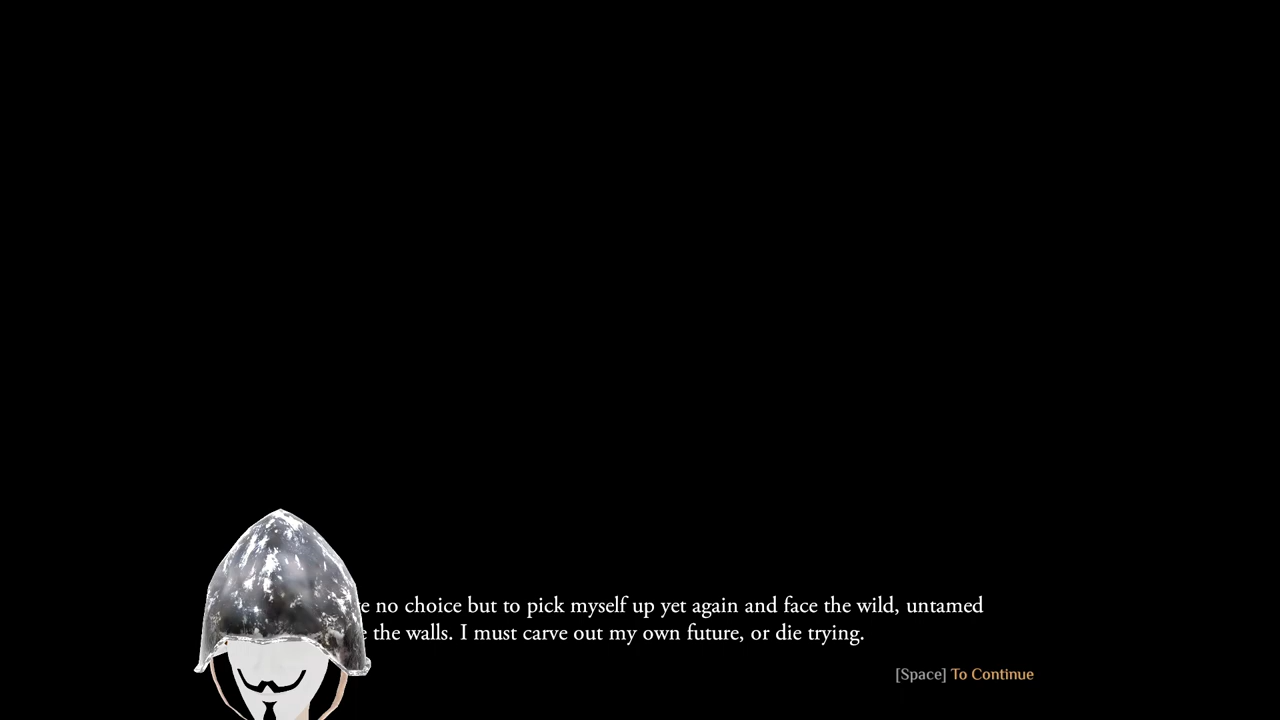 no choice but to pick myself up yet again and face the wild, untamed
the walls. I must carve out my own future, or die trying.
[Space] To Continue